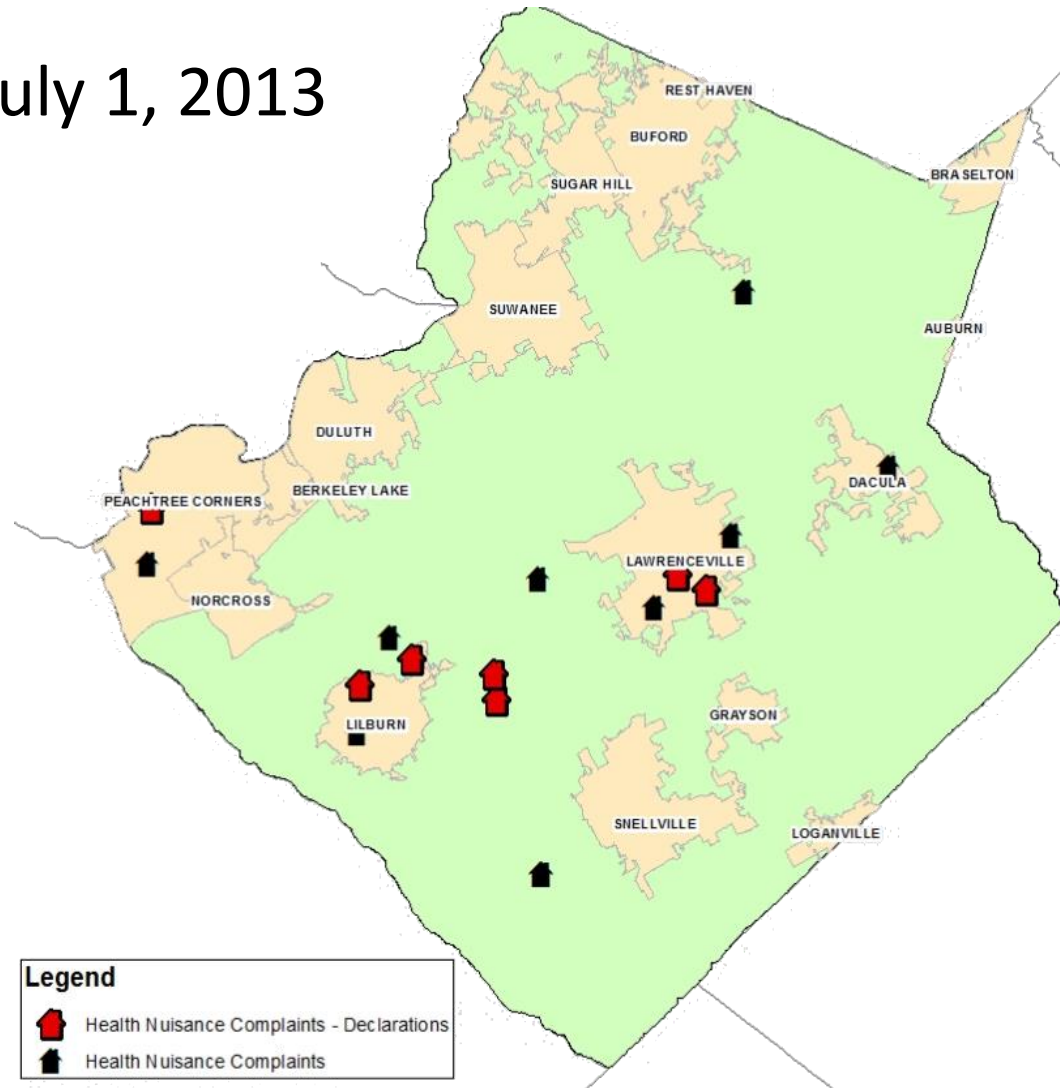 uly 1, 2013
REST HAVEN
BUFORD
BRASELTON
SUGAR HILL
SUWANEE
AUBURN
DULUTH
DACULA
BERKELEY LAKE
PEACHTREE CORNERS
LAWRENCEVILLE
NORCROSS
GRAYSON
LILBURN
SNELLVILLE
LOGANVILLE
Legend
Health Nuisance Complaints - Declarations
Health Nuisance Complaints